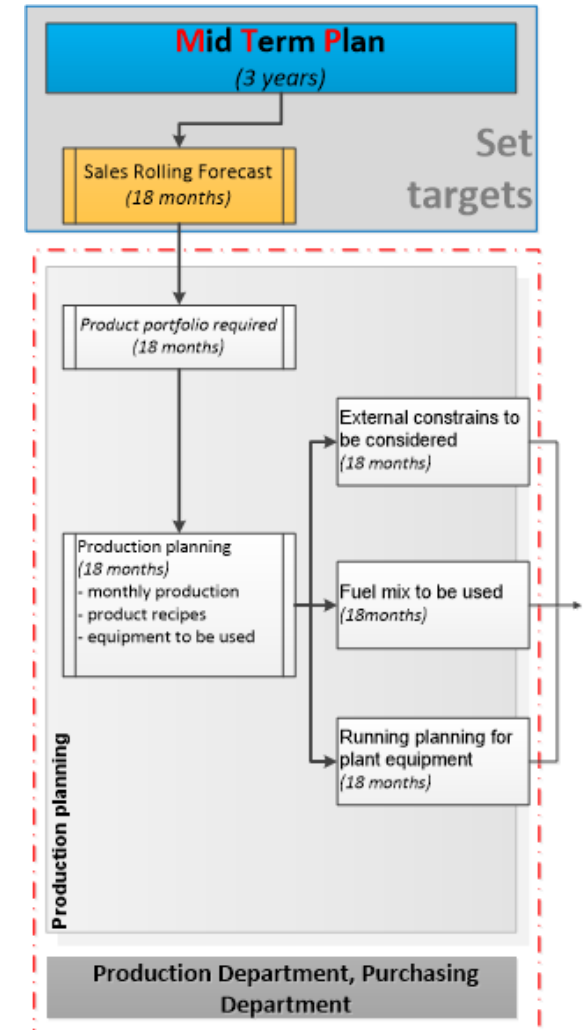 Mid Term Plan
(3 years)
Set
targets
Sales Rolling Forecast
(18 months)
Product portfolio required
(18 months)
External constrains to
be considered
(18 months)
Production planning
(18 months)
- monthly production
- product recipes
- equipment to be used
Fuel mix to be used
(18months)
Running planning for
plant equipment
(18 months)
Production planning
Production Department, Purchasing
Department